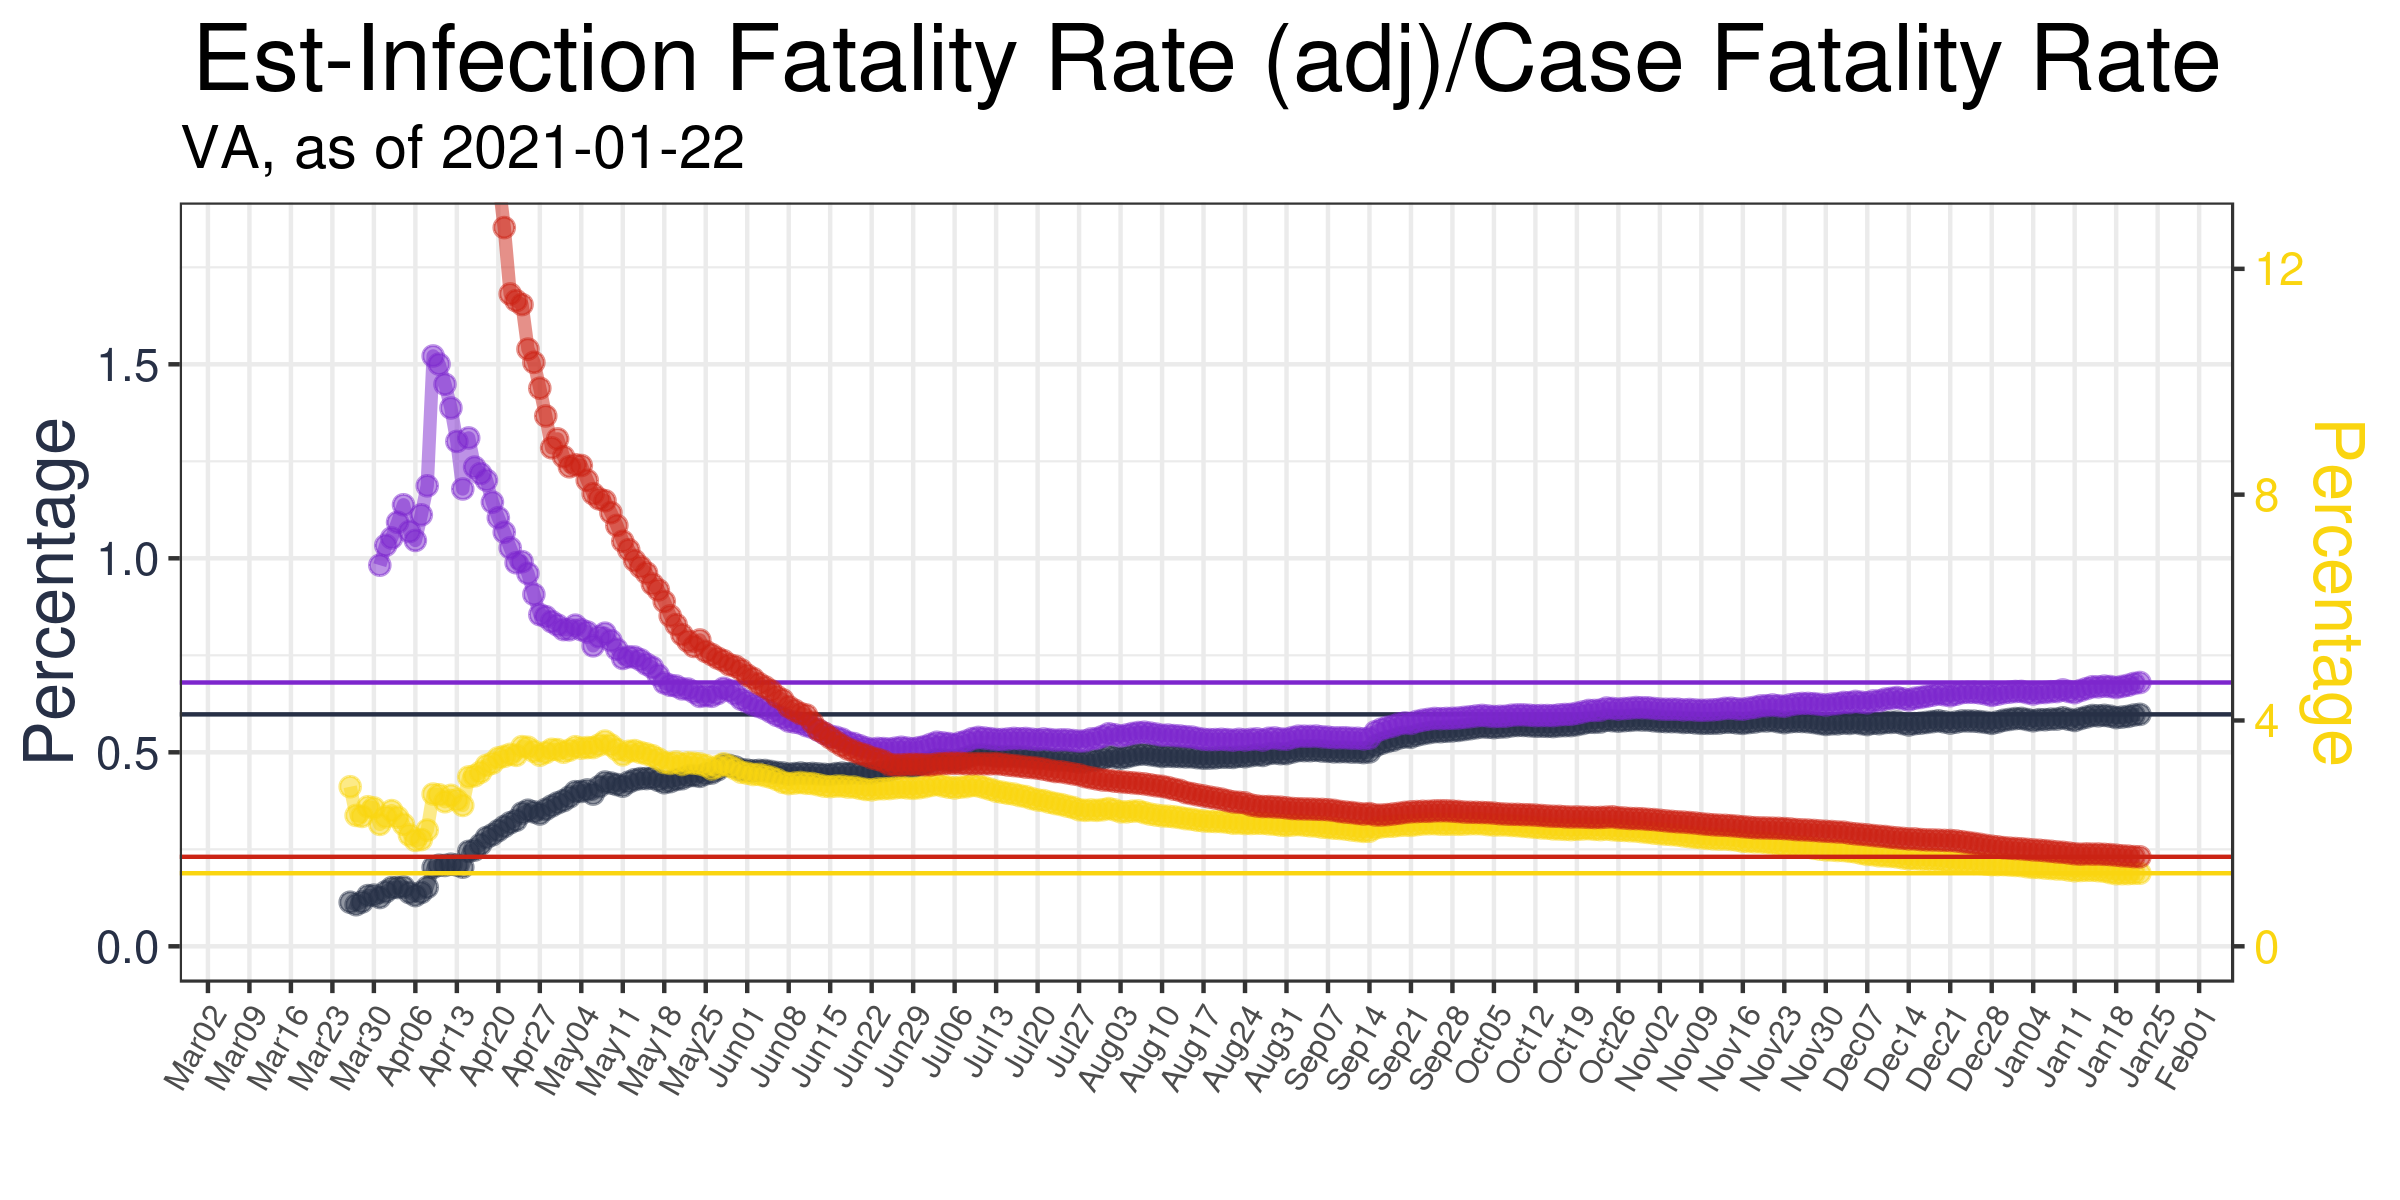 Est-Infection Fatality Rate (adj)/Case Fatality Rate
VA, as of 2021-01-22
Percentage
1.5
1.0
0.5
0.0
12
8
4
0
Percentage
Mar02
Mar09
Mar16
Mar23
Mar30
Apr06
Apr13
Apr20
Apr27
May04
May11
May18
May25
Jun01
Jun08
Jun15
Jun22
Jun29
Jul06
Jul13
Jul20
Jul27
Aug03
Aug10
Aug17
Aug24
Aug31
Sep07
Sep14
Sep21
Sep28
Oct05
Oct12
Oct19
Oct26
Nov02
Nov09
Nov16
Nov23
Nov30
Dec07
Dec14
Dec21
Dec28
Jan04
Jan11
Jan18
Jan25
Feb01